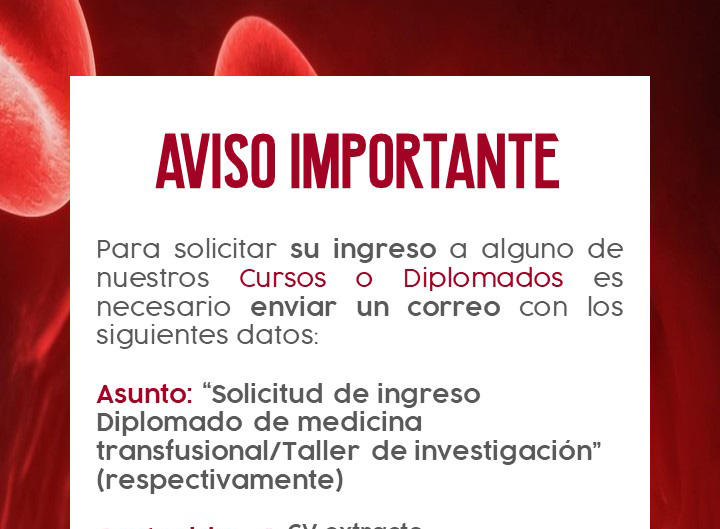 AVISO IMPORTANTE
Para solicitar su ingreso a alguno de
nuestros Cursos o Diplomados es
necesario enviar un correo con los
siguientes datos:
Asunto: “Solicitud de ingreso
Diplomado de medicina
transfusional/Taller de investigación”
(respectivamente)
CV extracto